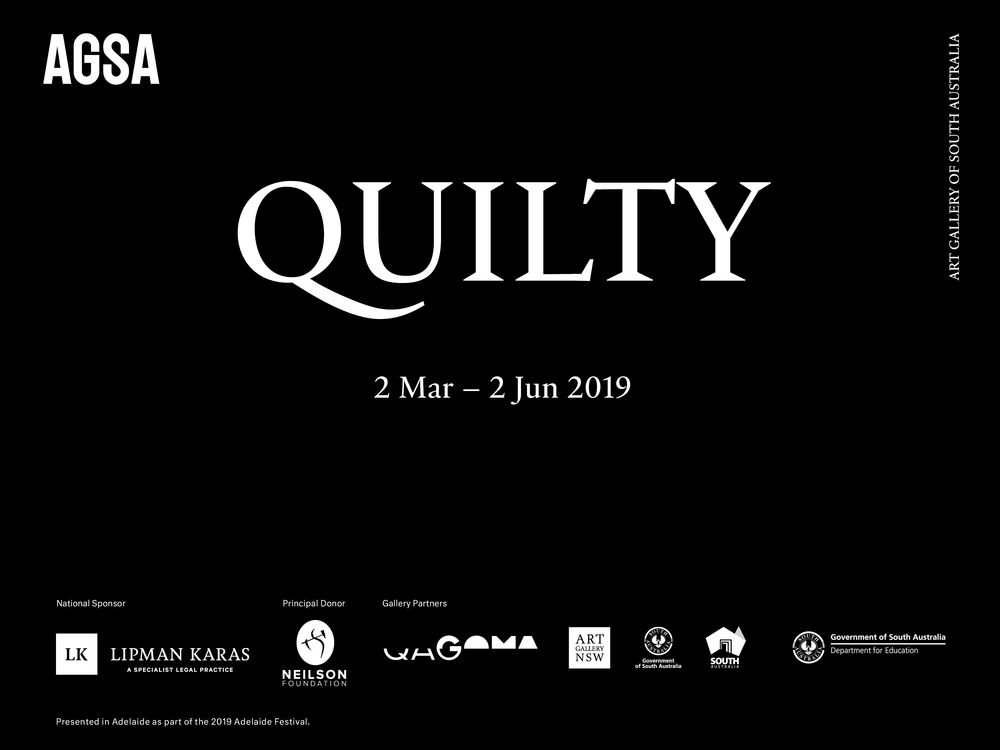 AGSA
ART GALLERY OF SOUTH AUSTRALIA
QUILTY
2 Mar – 2 Jun 2019
National Sponsor
LK
LIPMAN KARAS
A SPECIALIST LEGAL PRACTICE
Principal Donor
NEILSON
FOUNDATION
Gallery Partners
QAGOMA
ART
GALLERY
NSW
SOUTH AUSTRALIA
Government
of South Australia
SOUTH
AUSTRALIA
SOUTH AUSTRALIA
Government of South Australia
Department for Education
Presented in Adelaide as part of the 2019 Adelaide Festival.